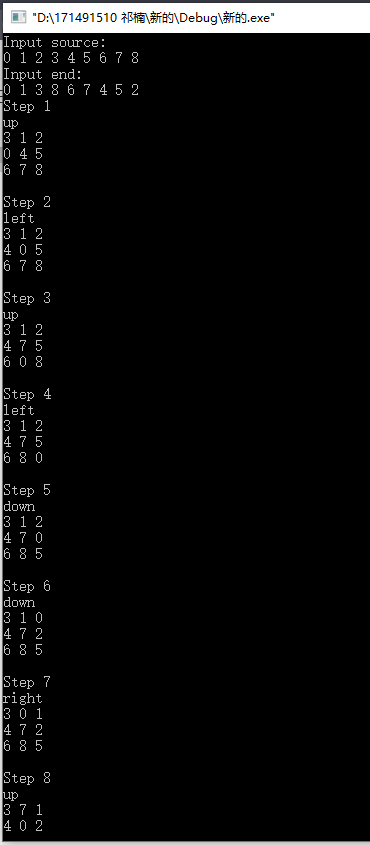 "D:\171491510 祁楠\新的\Debug\新的.exe"
Input source:
0 1 2 3 4 5 6 7 8
Input end:
0 1 3 8 6 7 4 5 2
Step 1
up
3 1 2
0 4 5
6 7 8
Step 2
left
3 1 2
4 0 5
6 7 8
Step 3
up
3 1 2
4 7 5
6 0 8
Step 4
left
3 1 2
4 7 5
6 8 0
Step 5
down
3 1 2
4 7 0
6 8 5
Step 6
down
3 1 0
4 7 2
6 8 5
Step 7
right
3 0 1
4 7 2
6 8 5
Step 8
up
3 7 1
4 0 2